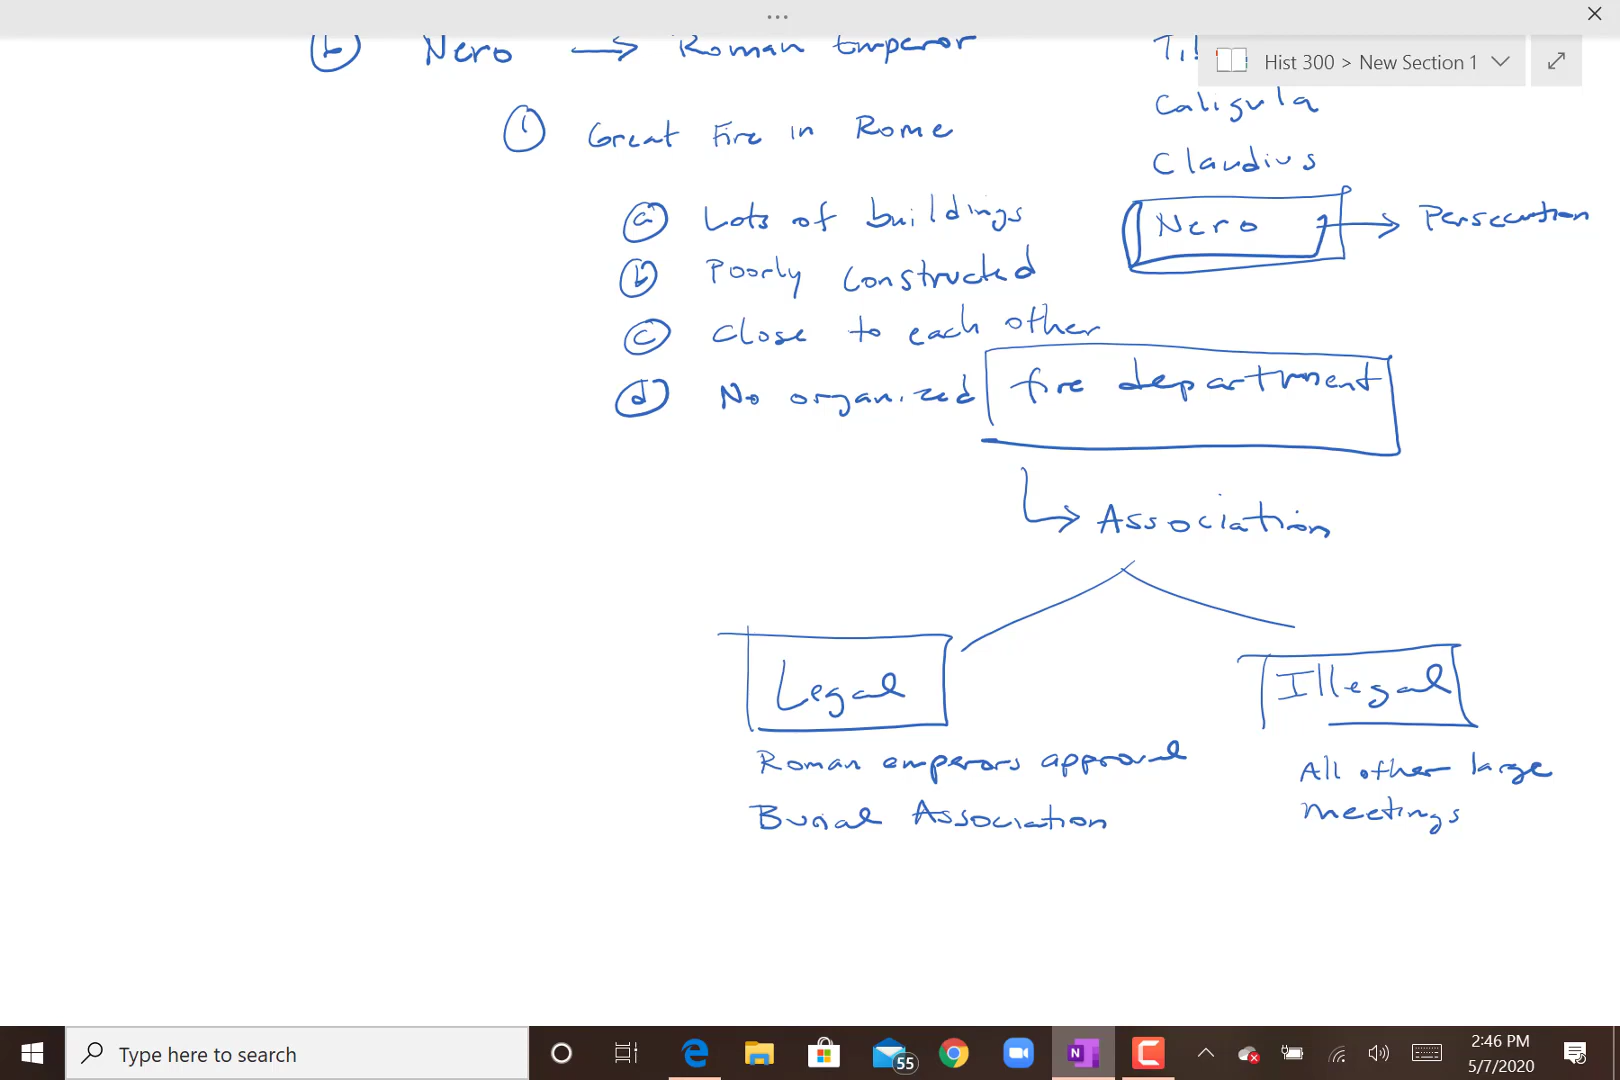 Hist 300 > New Section 1
b Nero → Roman Emperor
Caligula
1 Great Fire in Rome
Claudius
a Lots of buildings
Nero → Persecution
b Poorly constructed
c Close to each other
d No organized fire department
Association
Legal
Illegal
Roman emperors approval
All other large
Burial Association
meetings
Type here to search
55
N
2:46 PM
5/7/2020